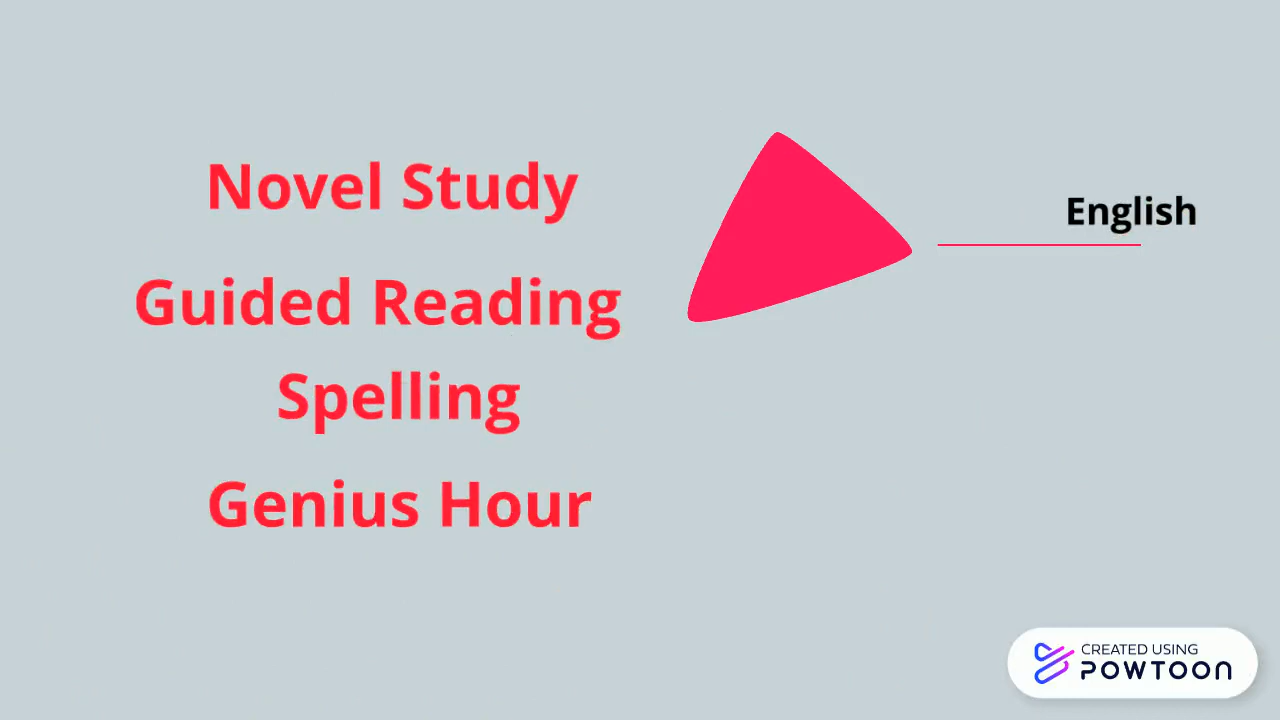 Novel Study
Guided Reading
Spelling
Genius Hour
English
CREATED USING
POWTOON